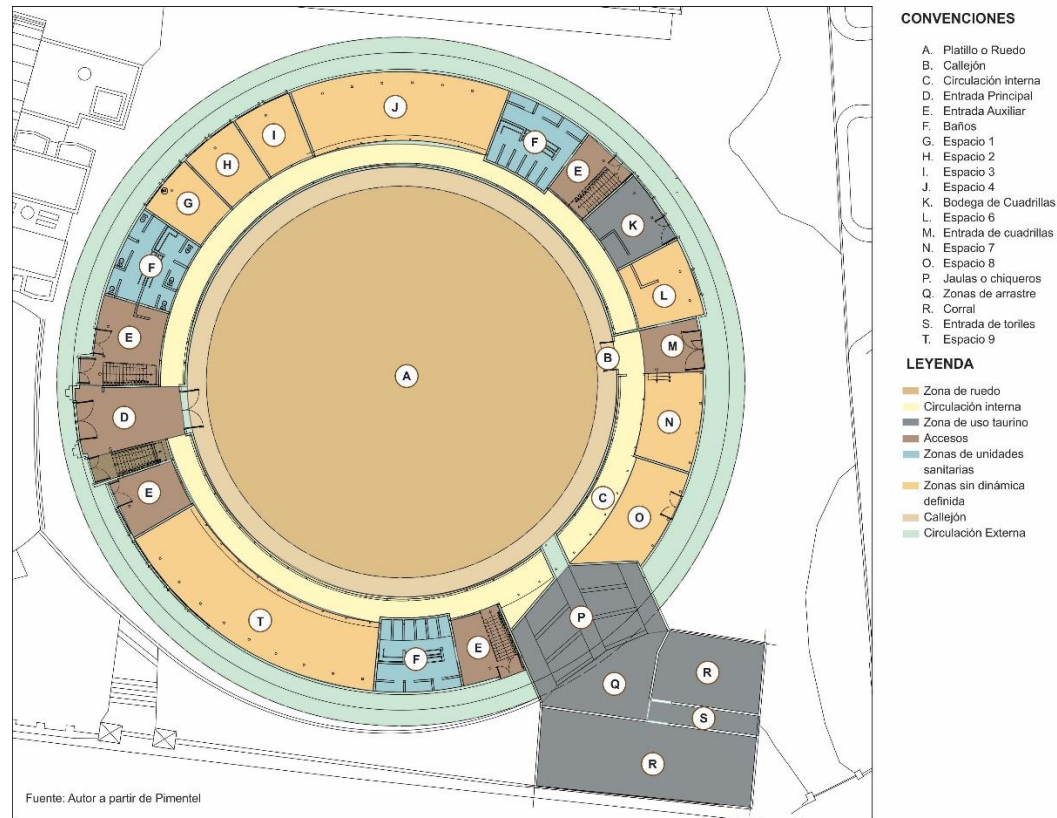 J
F
I
E
H
K
G
F
L
E
M
B
A
D
N
E
C
O
P
T
E
F
Q
R
S
R
Fuente: Autor a partir de Pimentel
CONVENCIONES
A. Platillo o Ruedo
B. Callejón
C. Circulación interna
D. Entrada Principal
E. Entrada Auxiliar
F. Baños
G. Espacio 1
H. Espacio 2
I. Espacio 3
J. Espacio 4
K. Bodega de Cuadrillas
L. Espacio 6
M. Entrada de cuadrillas
N. Espacio 7
O. Espacio 8
P. Jaulas o chiqueros
Q. Zonas de arrastre
R. Corral
S. Entrada de toriles
T. Espacio 9
LEYENDA
Zona de ruedo
Circulación interna
Zona de uso taurino
Accesos
Zonas de unidades
sanitarias
Zonas sin dinámica
definida
Callejón
Circulación Externa